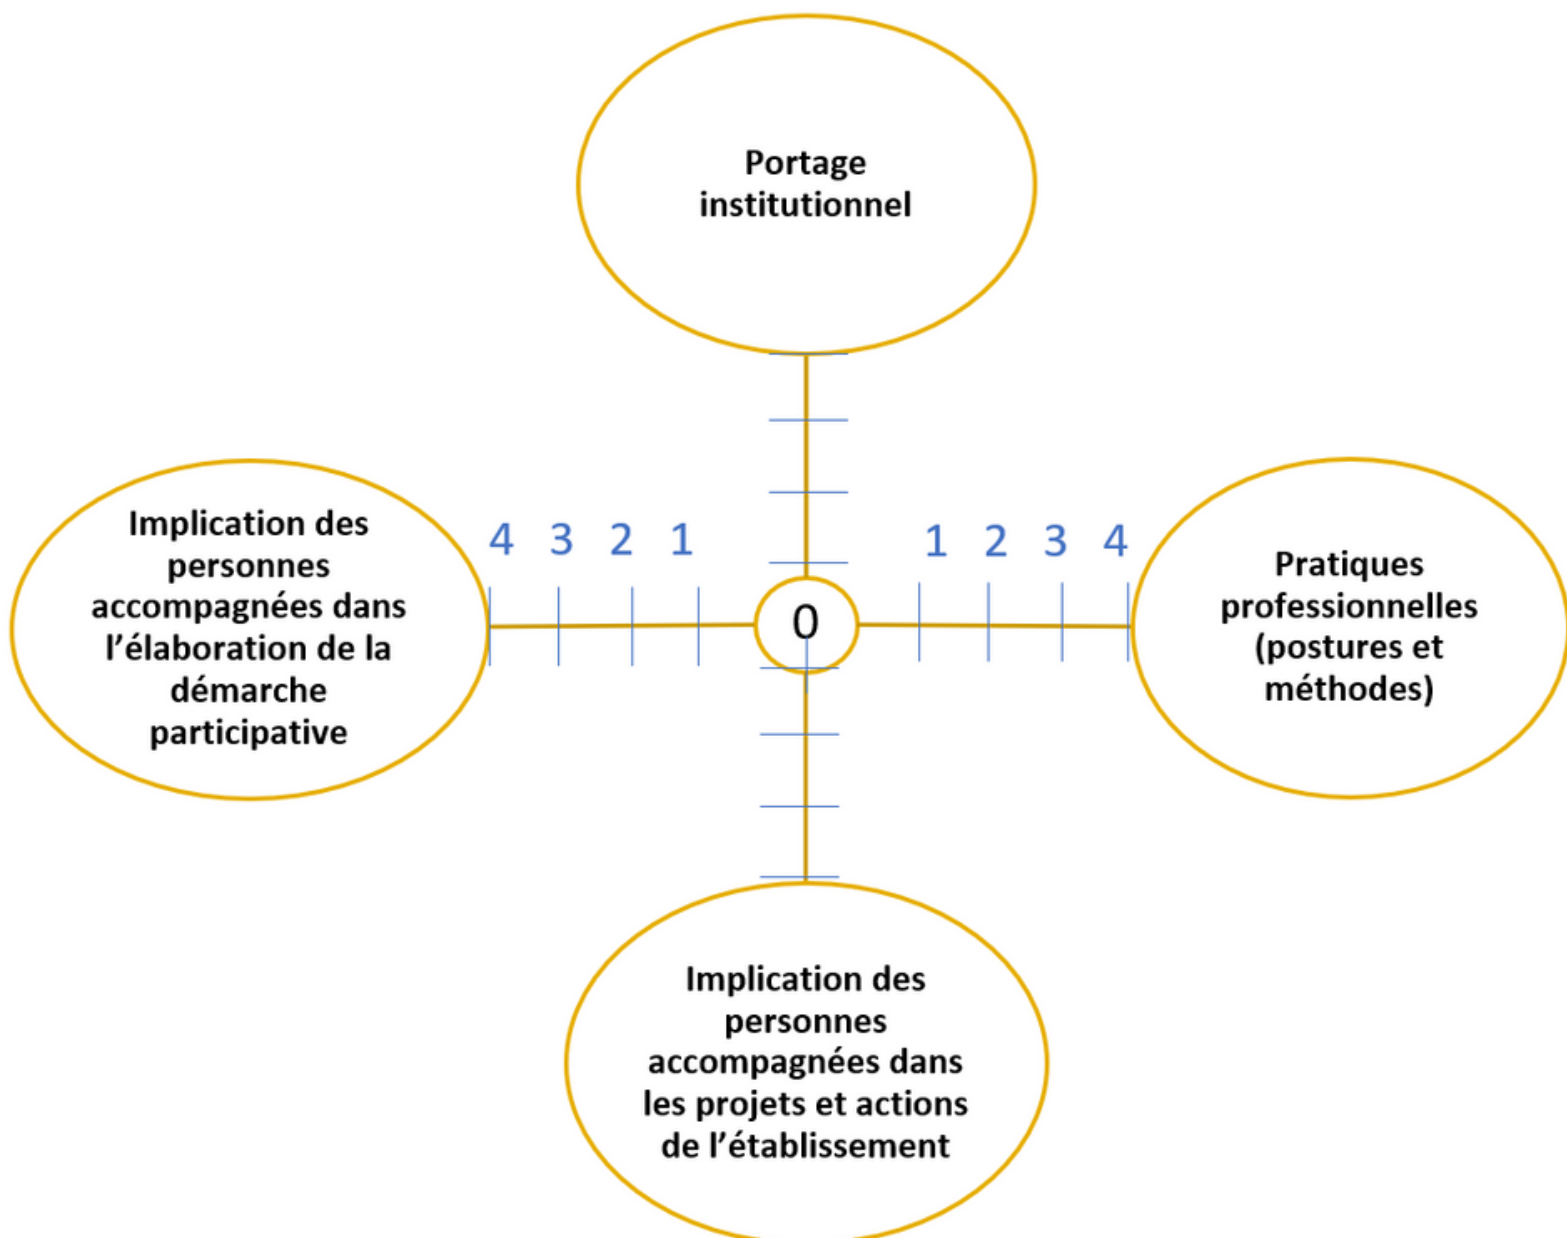 Portage
institutionnel
Implication des
personnes
accompagnées dans
l'élaboration de la
démarche
participative
4 3 2 1
0
1 2 3 4
Pratiques
professionnelles
(postures et
méthodes)
Implication des
personnes
accompagnées dans
les projets et actions
de l'établissement